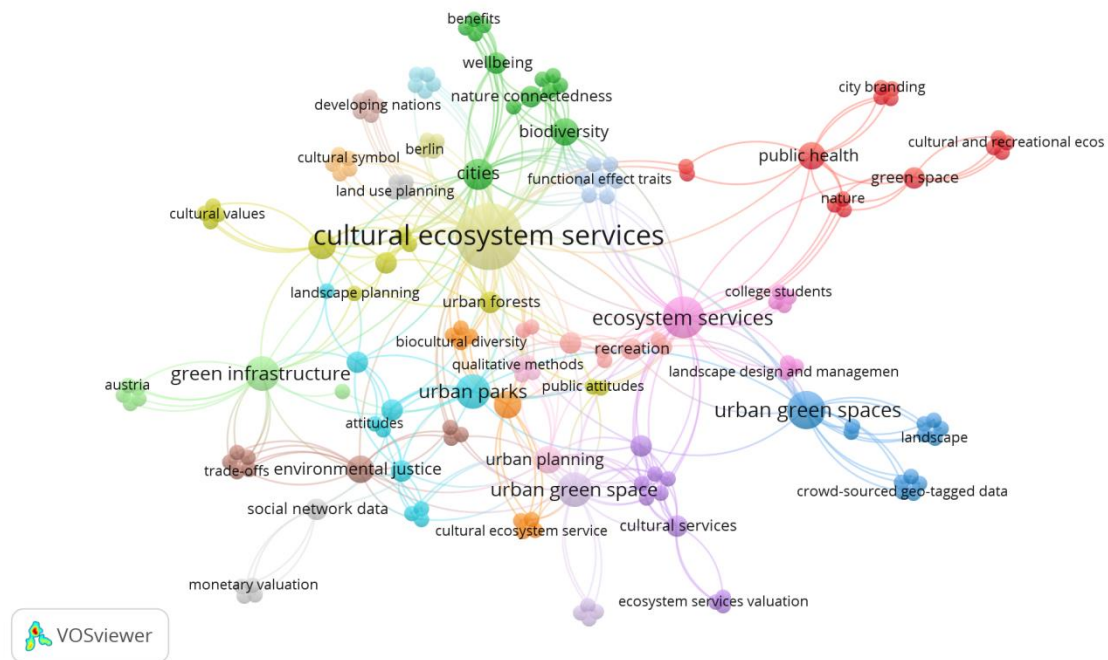 benefits
wellbeing
nature connectedness
developing nations
biodiversity
berlin
cultural symbol
cities
functional effect traits
land use planning
cultural values
city branding
cultural and recreational ecos
public health
green space
nature
cultural ecosystem services
landscape planning
urban forests
college students
ecosystem services
biocultural diversity
recreation
qualitative methods
landscape design and managemen
green infrastructure
austria
urban parks
public attitudes
urban green spaces
attitudes
landscape
trade-offs
environmental justice
urban planning
urban green space
crowd-sourced geo-tagged data
social network data
cultural ecosystem service
cultural services
monetary valuation
ecosystem services valuation
VOSviewer